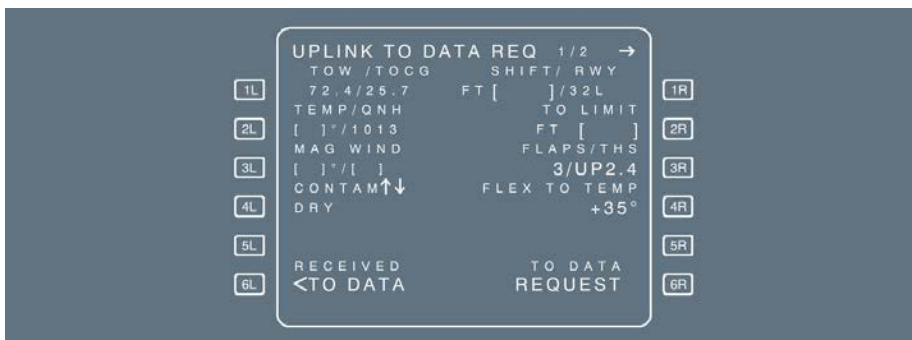 UPLINK TO DATA REQ 1/2 →
TOW /TOCG SHIFT/ RWY
1L 72.4/25.7 FT[ ]/32L 1R
TEMP/QNH TO LIMIT
2L [ ]°/1013 FT [ ] 2R
MAG WIND FLAPS/THS
3L [ ]°/[ ] 3/UP2.4 3R
CONTAM↑↓ FLEX TO TEMP
4L DRY +35° 4R
5L 5R
RECEIVED TO DATA
6L <TO DATA REQUEST 6R